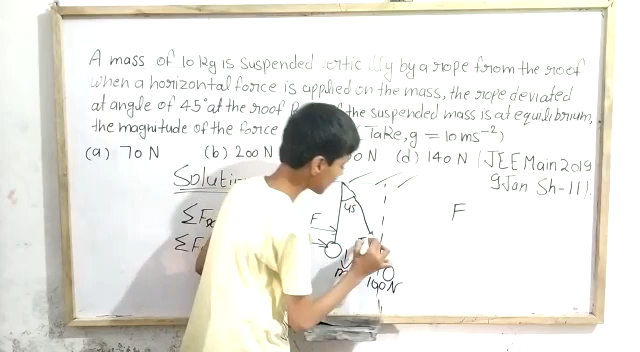 A mass of 10 kg is suspended by a rope from the roof
when a horizontal force is applied on the mass, the rope deviated
at angle of 45° at the roof the suspended mass is at equilibrium,
the magnitude of the force (Take, g = 10 ms⁻²)
(a) 70 N (b) 200 N 0 N (d) 140 N (JEE Main 2019
9 Jan Sh-II)
Solution
ΣF
F
45
F
ΣF
100N